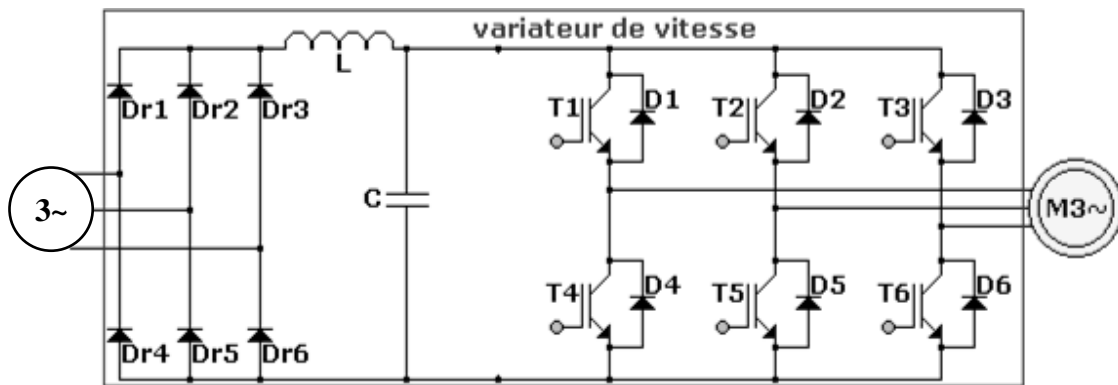 variateur de vitesse
L
Dr1 Dr2 Dr3
T1 D1 T2 D2 T3 D3
3~
C
M3~
T4 D4 T5 D5 T6 D6
Dr4 Dr5 Dr6